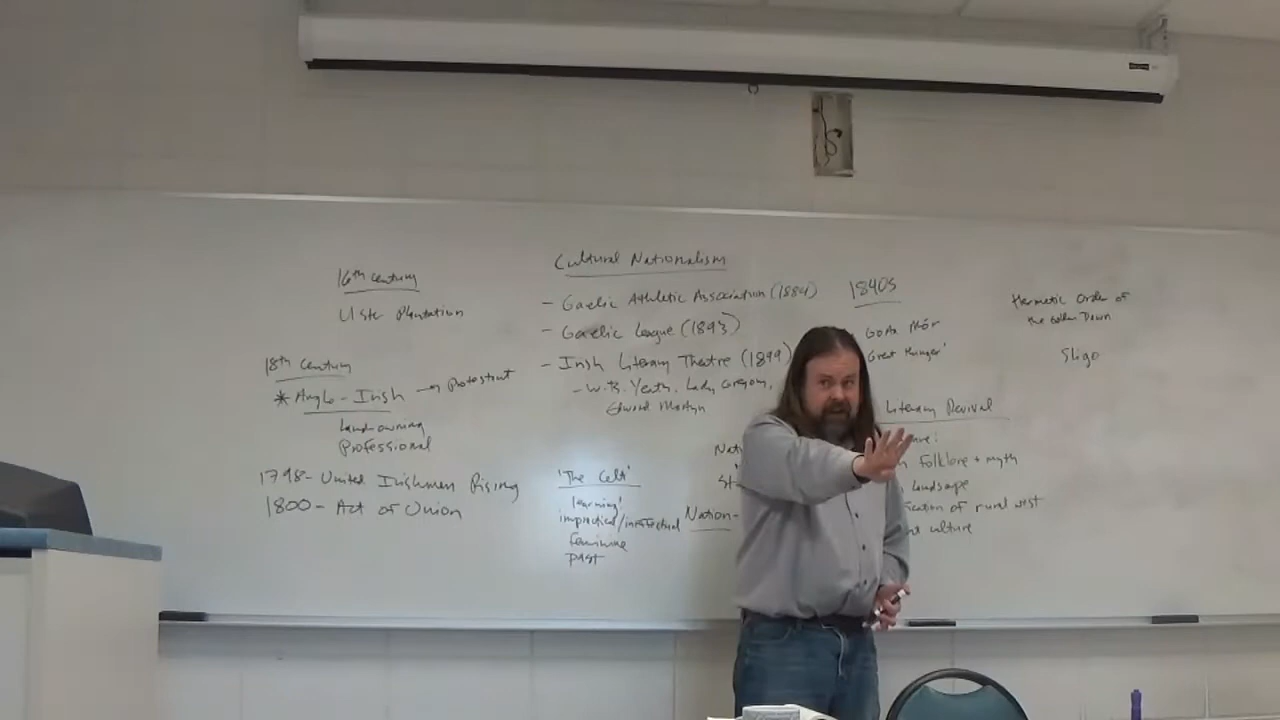 16th century
Ulster Plantation
18th century
* Anglo-Irish → Protestant
Landowning
Professional
1798- United Irishmen Rising
1800- Act of Union
Cultural Nationalism
- Gaelic Athletic Association (1884)
- Gaelic League (1893)
- Irish Literary Theatre (1899)
- W.B. Yeats, Lady Gregory,
Edward Martyn
'The Celt'
'learning'
impractical/ineffectual
feminine
past
Nation-
1840s
Gorta Mór
Great Hunger'
Literary Revival
Folklore + myth
landscape
of rural west
culture
Hermetic Order of
the Golden Dawn
Sligo